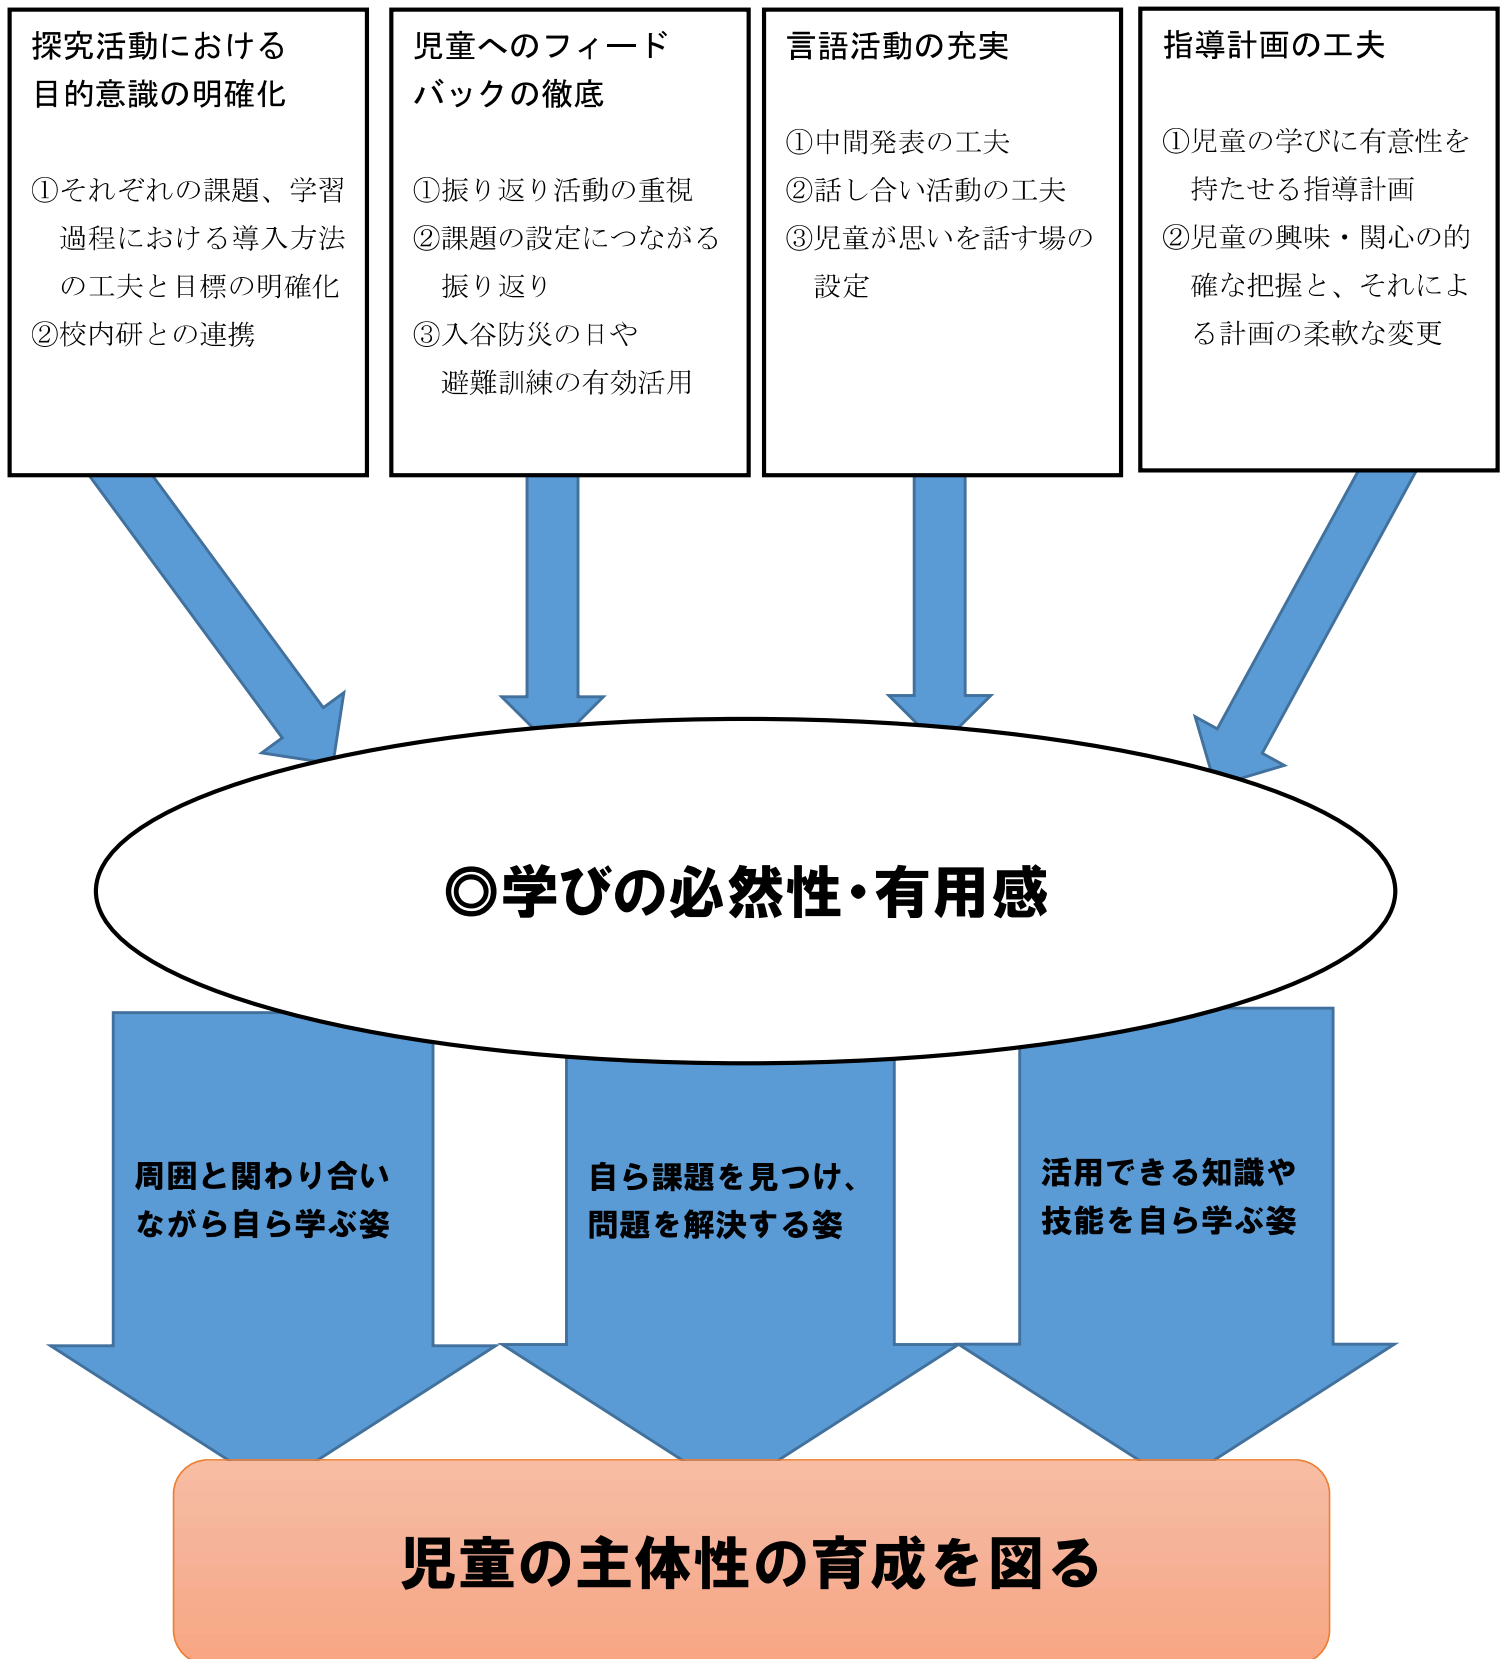 探究活動における
目的意識の明確化
①それぞれの課題、学習
過程における導入方法
の工夫と目標の明確化
②校内研との連携
児童へのフィード
バックの徹底
①振り返り活動の重視
②課題の設定につながる
振り返り
③入谷防災の日や
避難訓練の有効活用
言語活動の充実
①中間発表の工夫
②話し合い活動の工夫
③児童が思いを話す場の
設定
指導計画の工夫
①児童の学びに有意性を
持たせる指導計画
②児童の興味・関心の的
確な把握と、それによ
る計画の柔軟な変更
◎学びの必然性・有用感
周囲と関わり合い
ながら自ら学ぶ姿
自ら課題を見つけ、
問題を解決する姿
活用できる知識や
技能を自ら学ぶ姿
児童の主体性の育成を図る